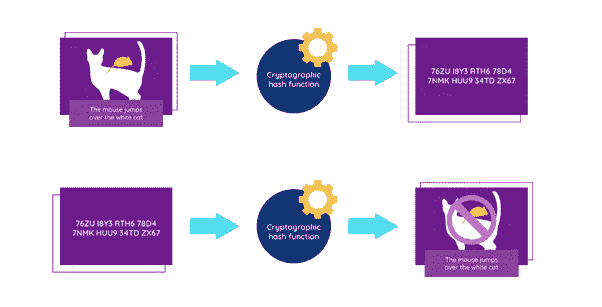 The mouse jumps
over the white cat
Cryptographic
hash function
76ZU I8Y3 RTH6 78D4
7NMK HUU9 34TD ZX67
76ZU I8Y3 RTH6 78D4
7NMK HUU9 34TD ZX67
Cryptographic
hash function
The mouse jumps
over the white cat